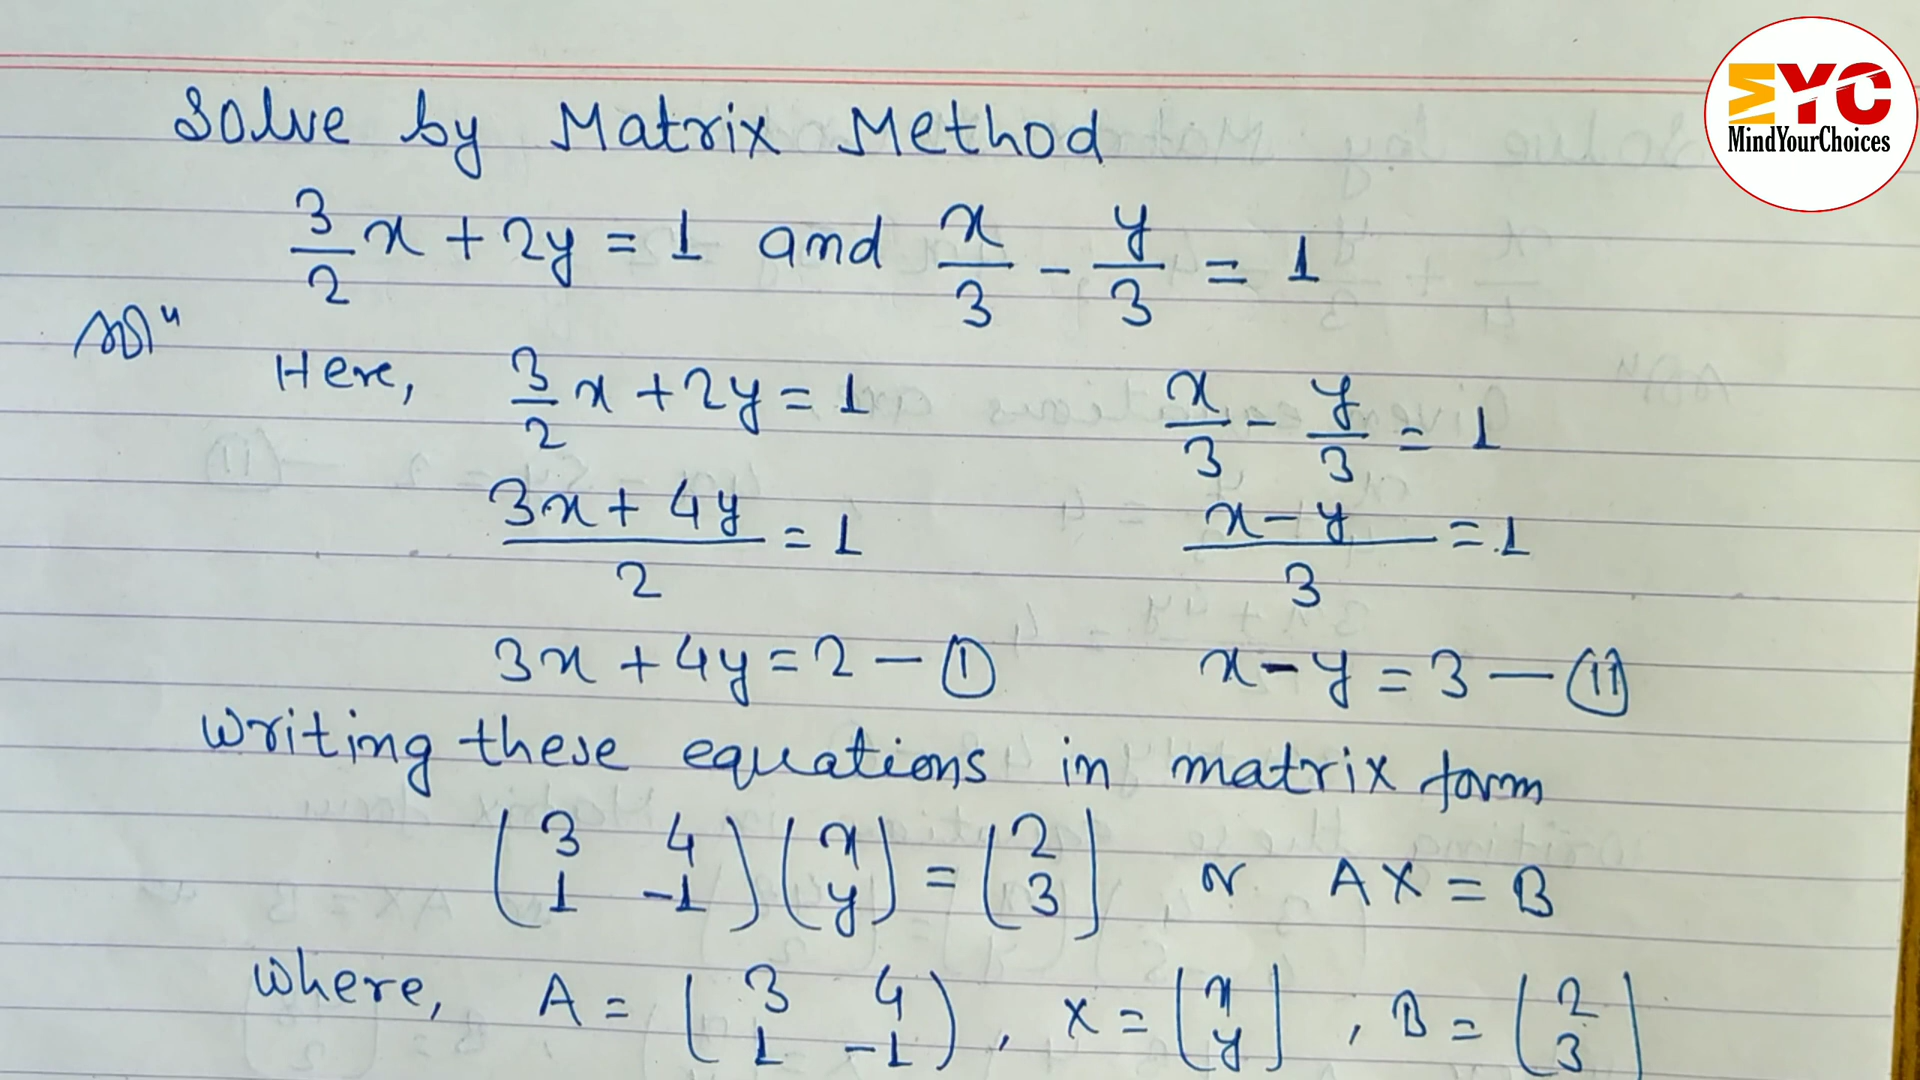 MYC
MindYourChoices
Solve by Matrix Method
3/2 x + 2y = 1 and x/3 - y/3 = 1
Solⁿ
Here, 3/2 x + 2y = 1    x/3 - y/3 = 1
(3x + 4y)/2 = 1    (x - y)/3 = 1
3x + 4y = 2 — (I)    x - y = 3 — (II)
Writing these equations in matrix form
(3 4; 1 -1) (x; y) = (2; 3) or AX = B
Where, A = (3 4; 1 -1), X = (x; y), B = (2; 3)